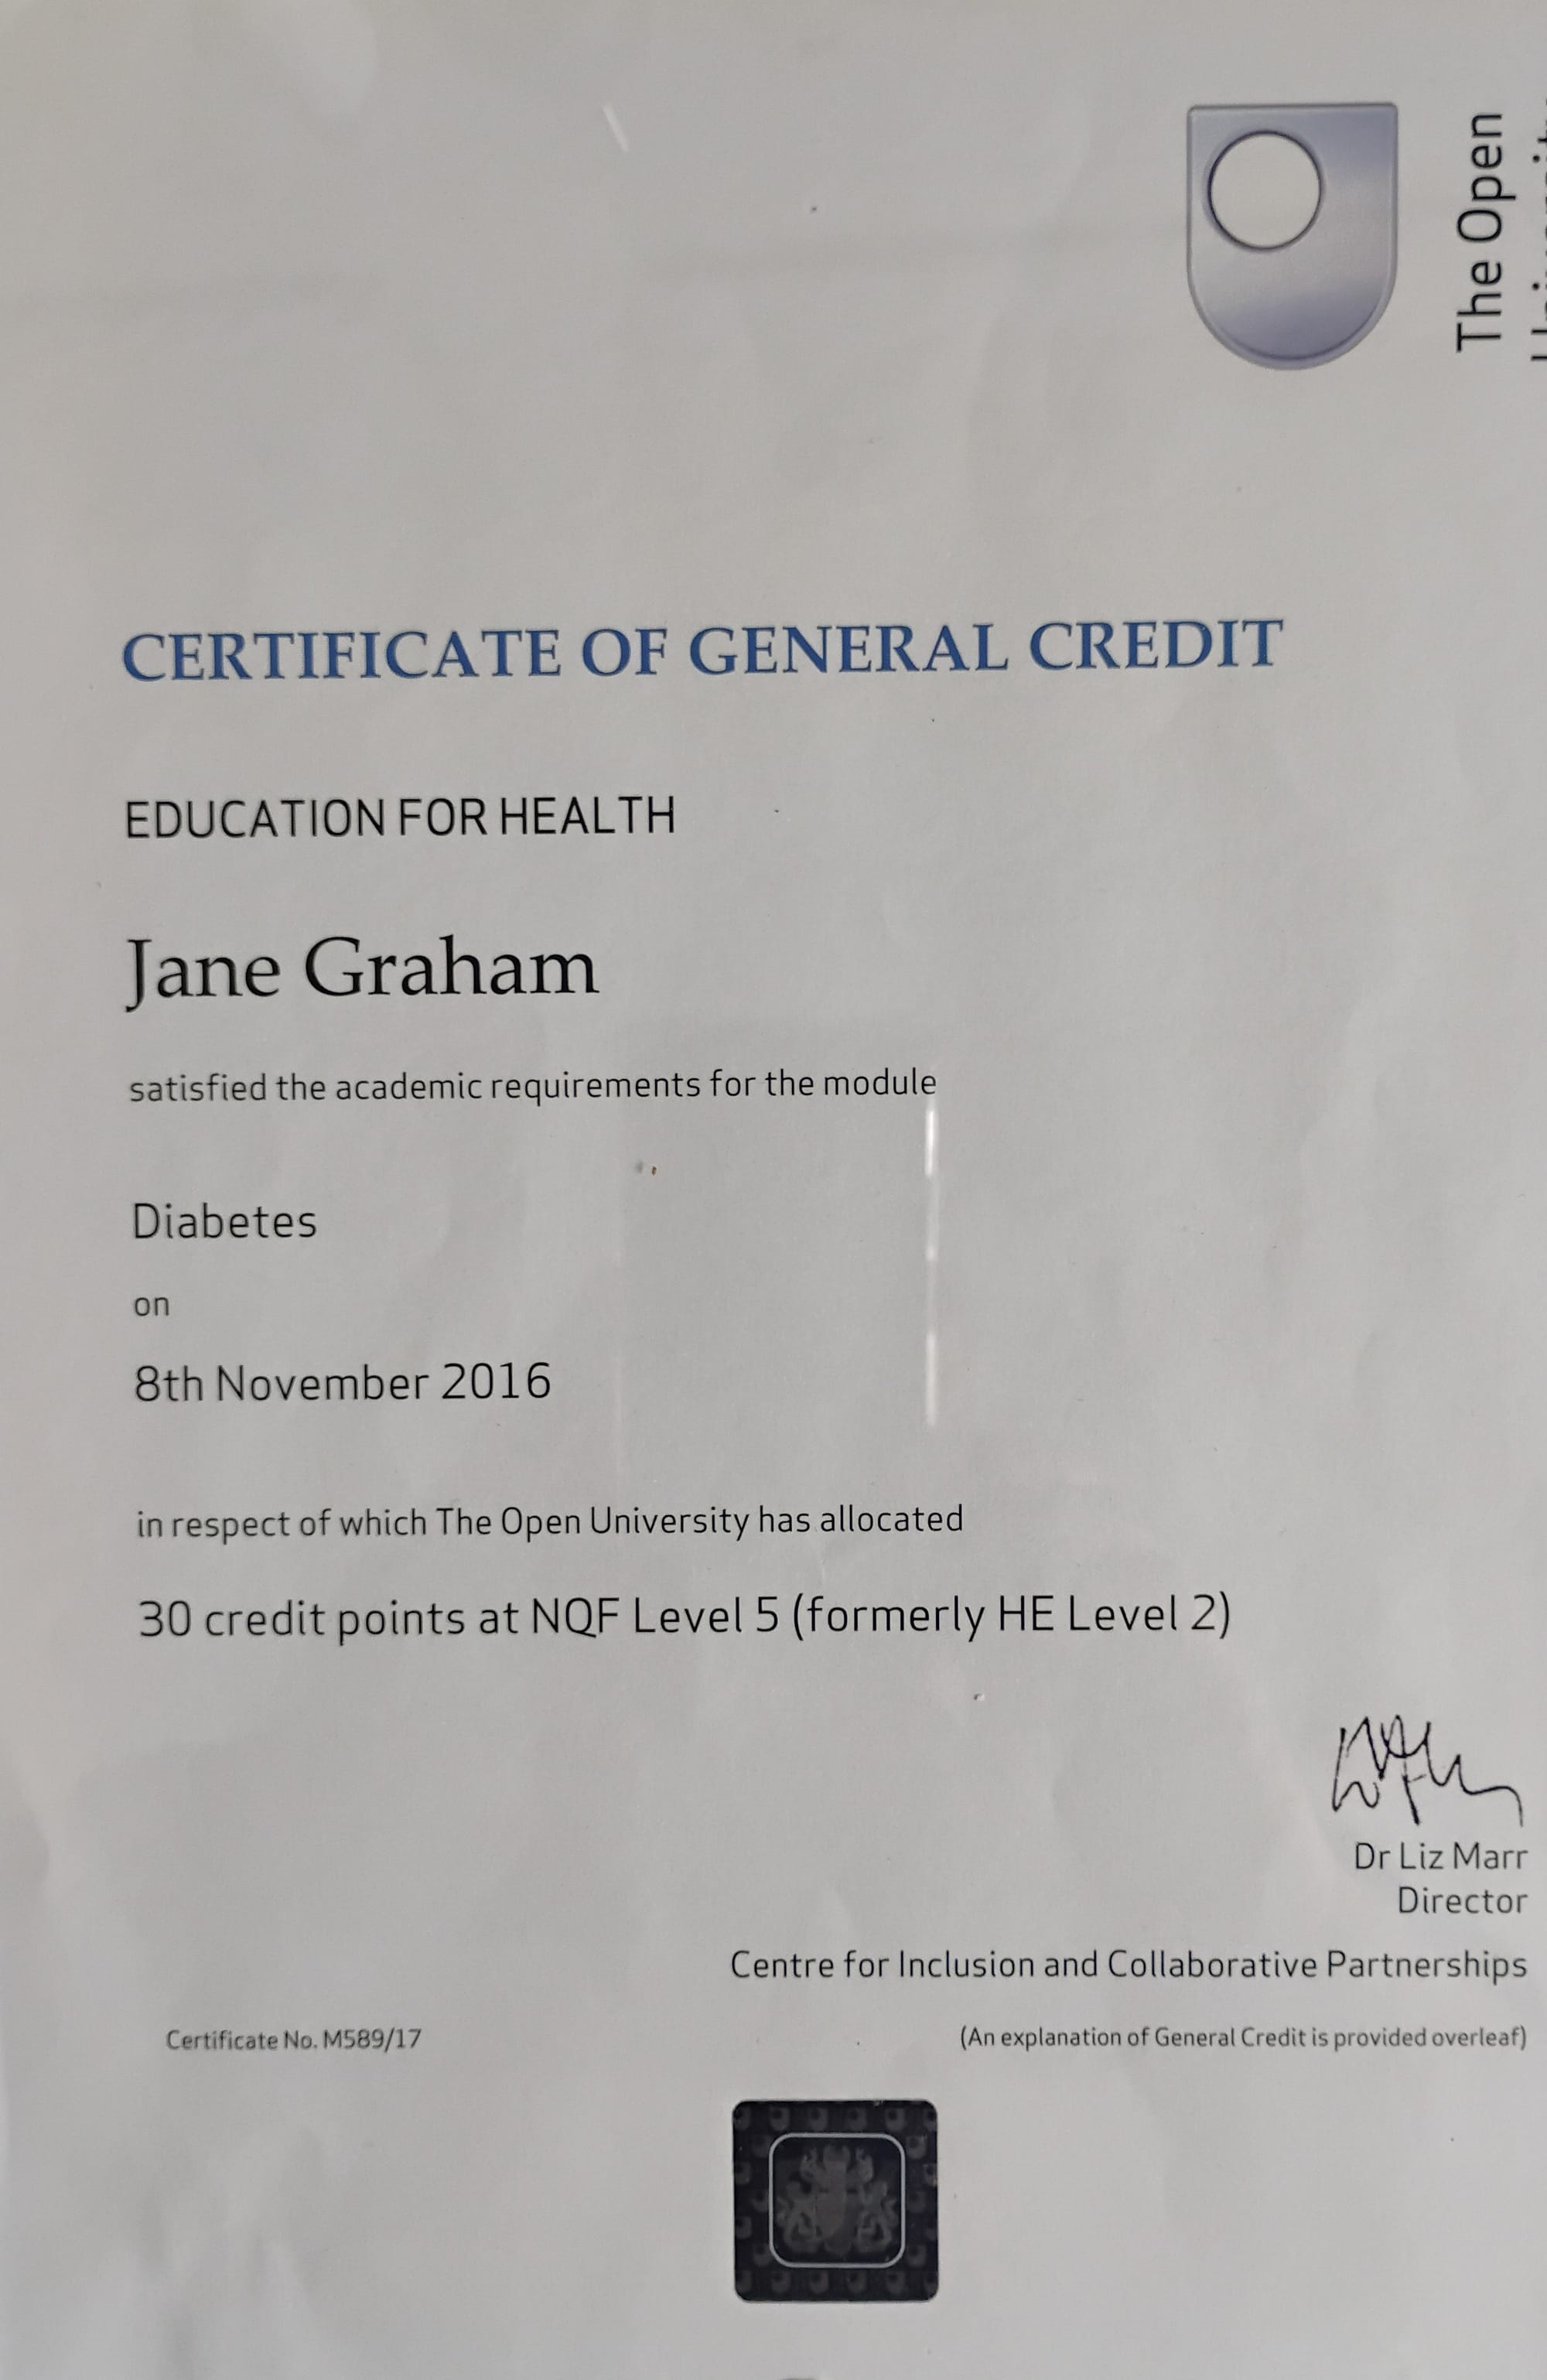 The Open
CERTIFICATE OF GENERAL CREDIT
EDUCATION FOR HEALTH
Jane Graham
satisfied the academic requirements for the module
Diabetes
on
8th November 2016
in respect of which The Open University has allocated
30 credit points at NQF Level 5 (formerly HE Level 2)
Dr Liz Marr
Director
Centre for Inclusion and Collaborative Partnerships
Certificate No. M589/17
(An explanation of General Credit is provided overleaf)